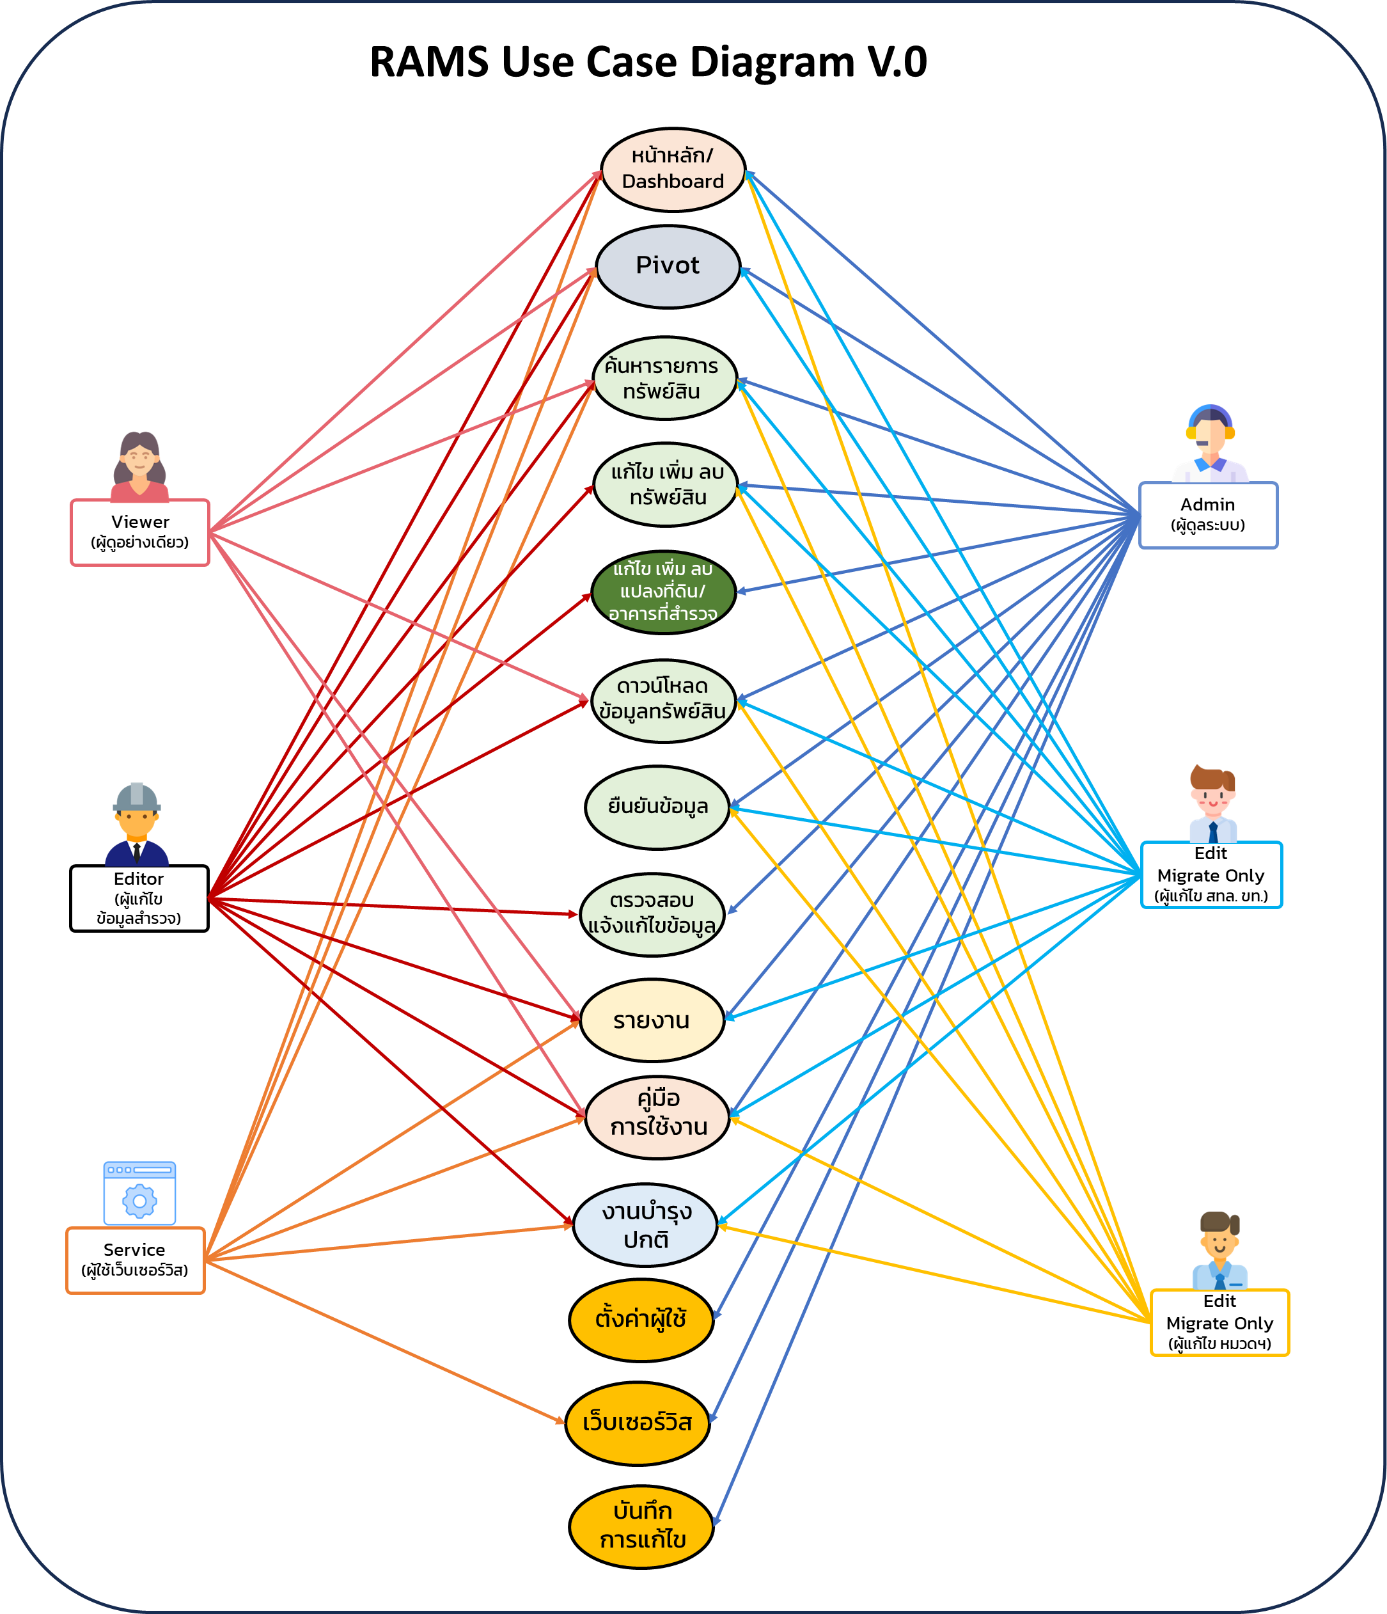 RAMS Use Case Diagram V.0
หน้าหลัก/
Dashboard
Pivot
ค้นหารายการ
ทรัพย์สิน
แก้ไข เพิ่ม ลบ
ทรัพย์สิน
แก้ไข เพิ่ม ลบ
แปลงที่ดิน/
อาคารที่สำรวจ
ดาวน์โหลด
ข้อมูลทรัพย์สิน
ยืนยันข้อมูล
ตรวจสอบ
แจ้งแก้ไขข้อมูล
รายงาน
คู่มือ
การใช้งาน
งานบำรุง
ปกติ
ตั้งค่าผู้ใช้
เว็บเซอร์วิส
บันทึก
การแก้ไข
Viewer
(ผู้ดูอย่างเดียว)
Editor
(ผู้แก้ไข
ข้อมูลสำรวจ)
Service
(ผู้ใช้เว็บเซอร์วิส)
Admin
(ผู้ดูลระบบ)
Edit
Migrate Only
(ผู้แก้ไข สทล. ขท.)
Edit
Migrate Only
(ผู้แก้ไข หมวดฯ)